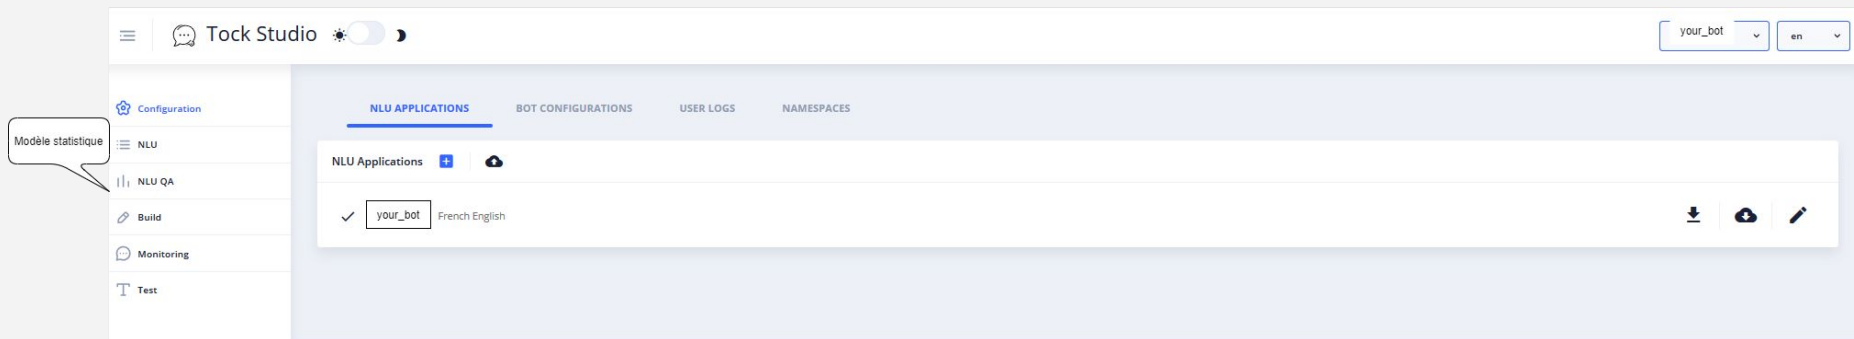 Tock Studio
your_bot
en
Configuration
NLU APPLICATIONS
BOT CONFIGURATIONS
USER LOGS
NAMESPACES
Modèle statistique
NLU
NLU Applications
NLU QA
Build
your_bot
French English
Monitoring
Test